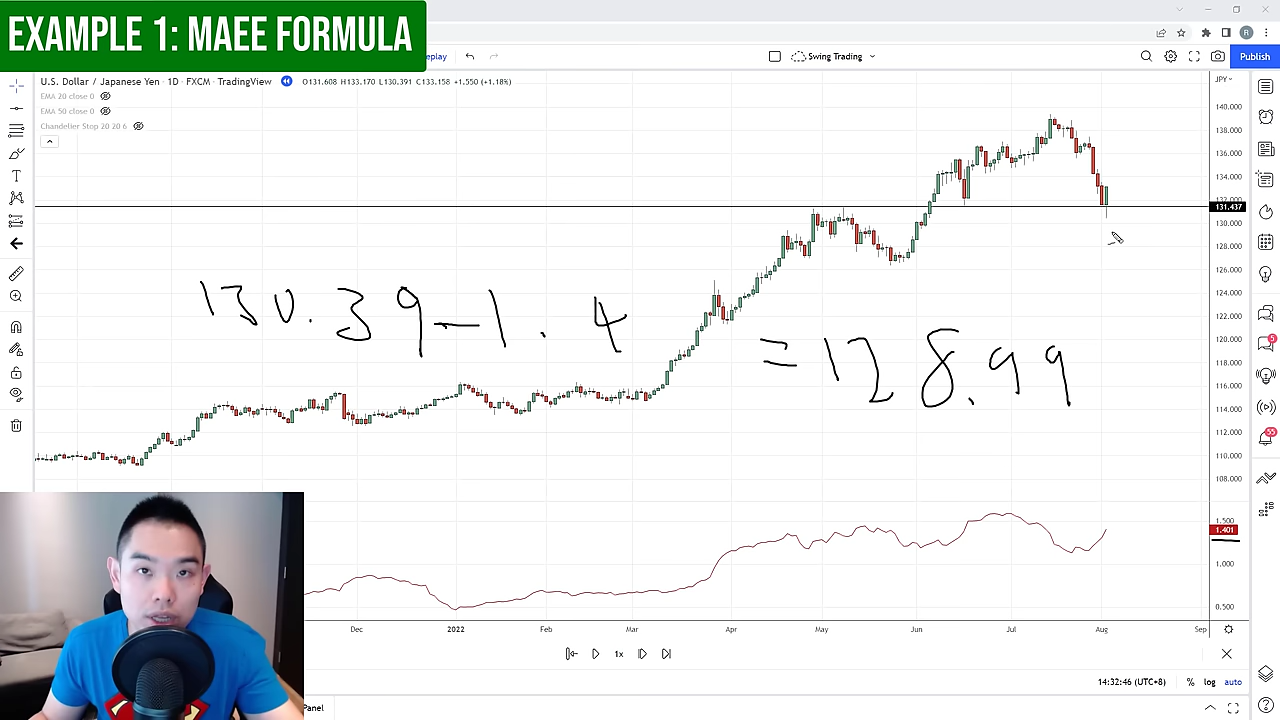 EXAMPLE 1: MAEE FORMULA
eplay
Swing Trading
Publish
U.S. Dollar / Japanese Yen · 1D · FXCM · TradingView
O131.608 H133.170 L130.391 C133.158 +1.550 (+1.18%)
JPY
EMA 20 close 0
EMA 50 close 0
Chandelier Stop 20 20 6
140.000
138.000
136.000
134.000
132.000
131.437
130.000
128.000
126.000
124.000
122.000
120.000
118.000
116.000
114.000
112.000
110.000
108.000
130.39-1.4
=128.99
1.500
1.401
1.000
0.500
Dec 2022 Feb Mar Apr May Jun Jul Aug Sep
1x
14:32:46 (UTC+8) % log auto
Panel